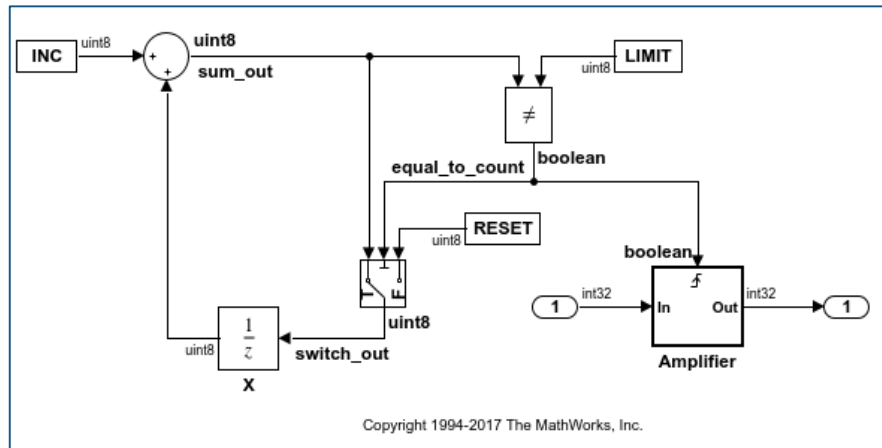 INC
uint8
+
+
uint8
sum_out
uint8
LIMIT
≠
boolean
equal_to_count
uint8
RESET
T
F
uint8
switch_out
uint8
1
z
X
boolean
1
int32
In
Out
int32
1
Amplifier
Copyright 1994-2017 The MathWorks, Inc.